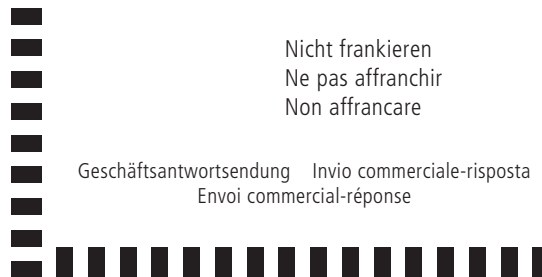 Nicht frankieren
Ne pas affranchir
Non affrancare
Geschäftsantwortsendung Invio commerciale-risposta
Envoi commercial-réponse